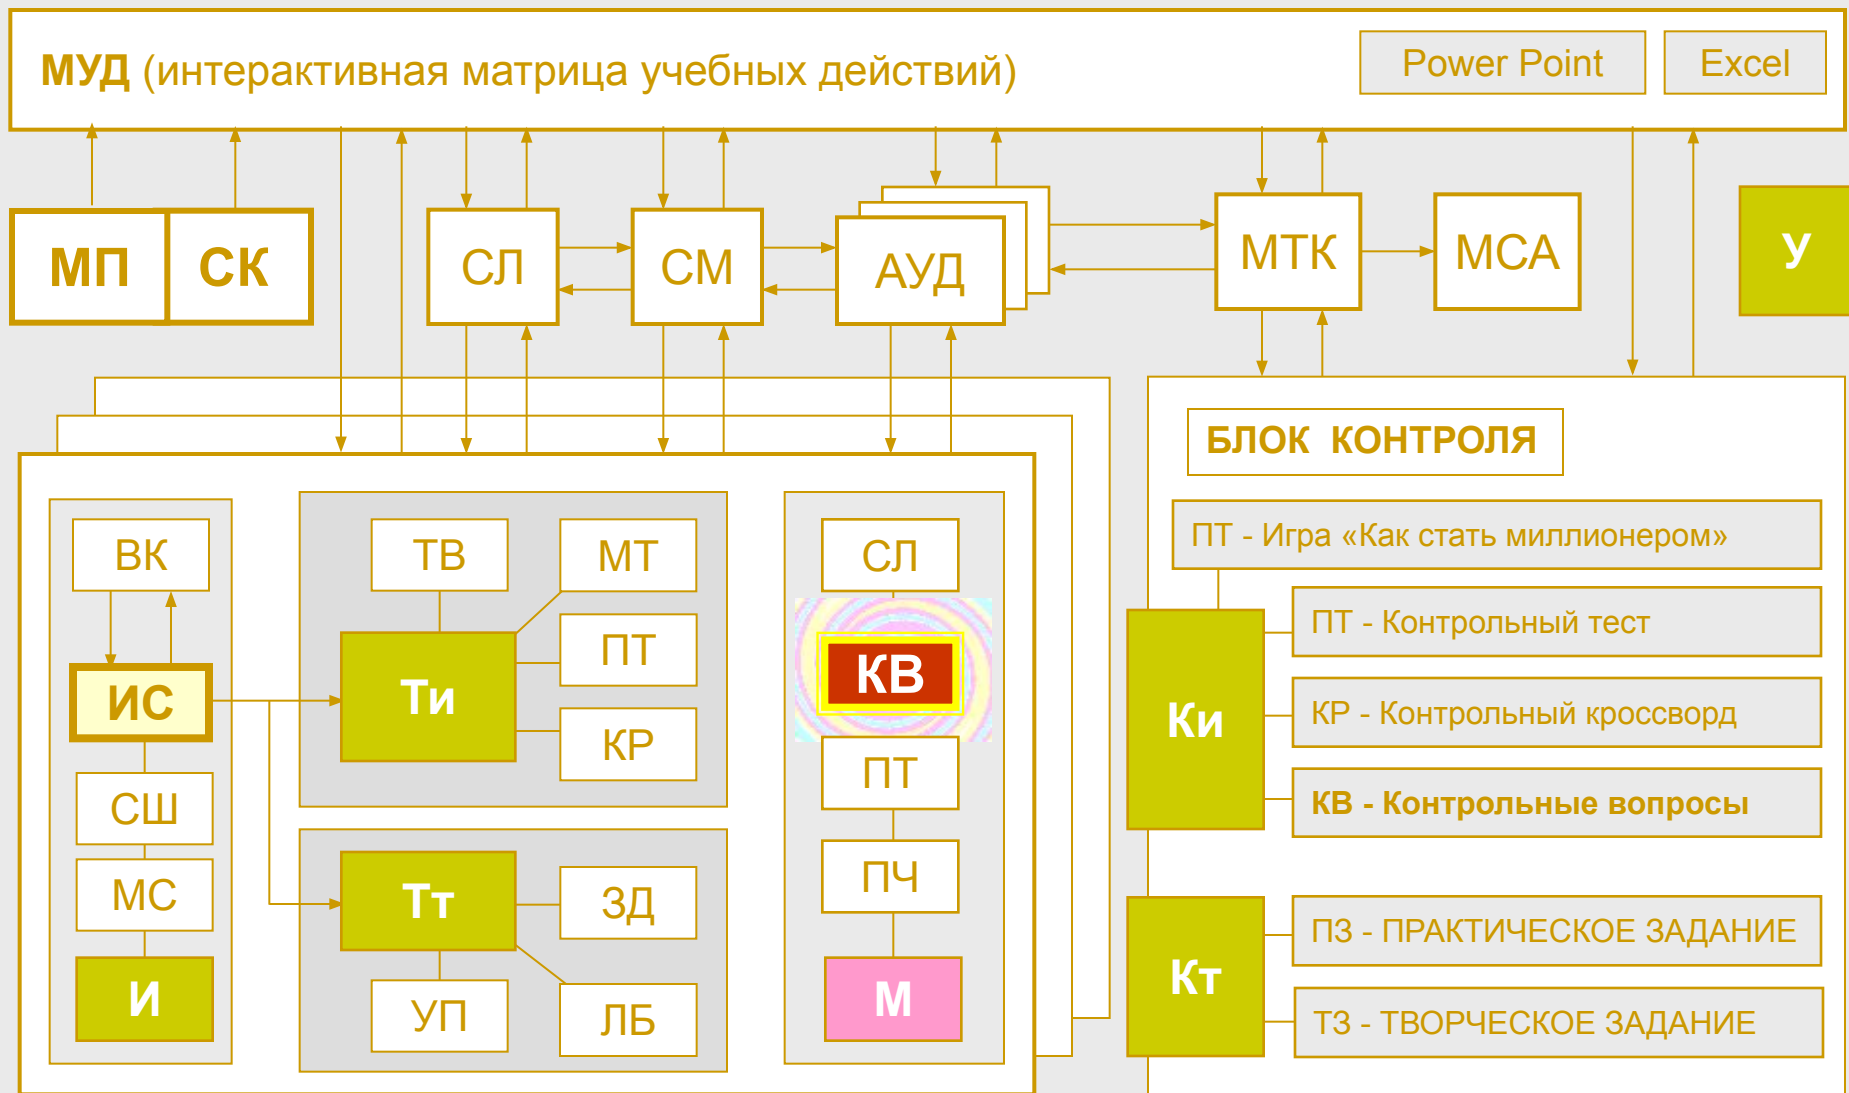 МУД (интерактивная матрица учебных действий)
Power Point
Excel
МП
СК
СЛ
СМ
АУД
МТК
МСА
У
ВК
ИС
СШ
МС
И
ТВ
МТ
Ти
ПТ
КР
Тт
ЗД
УП
ЛБ
СЛ
КВ
ПТ
ПЧ
М
БЛОК КОНТРОЛЯ
ПТ - Игра «Как стать миллионером»
Ки
ПТ - Контрольный тест
КР - Контрольный кроссворд
КВ - Контрольные вопросы
Кт
ПЗ - ПРАКТИЧЕСКОЕ ЗАДАНИЕ
ТЗ - ТВОРЧЕСКОЕ ЗАДАНИЕ